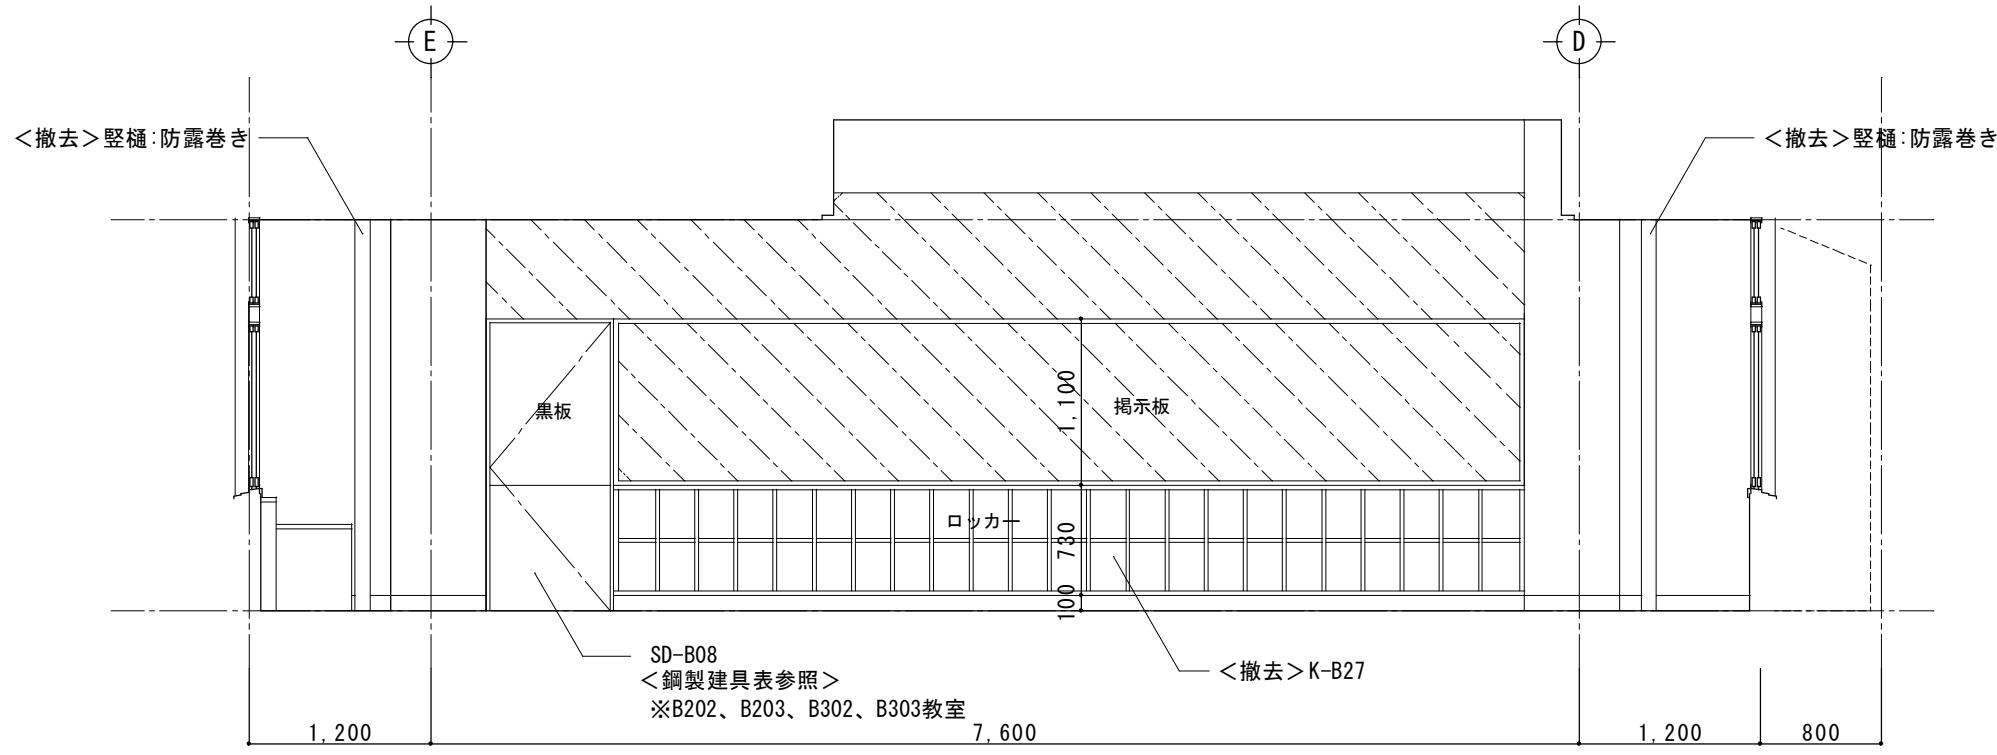 E
D
＜撤去＞竪樋:防露巻き
＜撤去＞竪樋:防露巻き
黒板
1,100
掲示板
ロッカー
730
100
SD-B08
＜鋼製建具表参照＞
※B202、B203、B302、B303教室
＜撤去＞K-B27
1,200
7,600
1,200
800